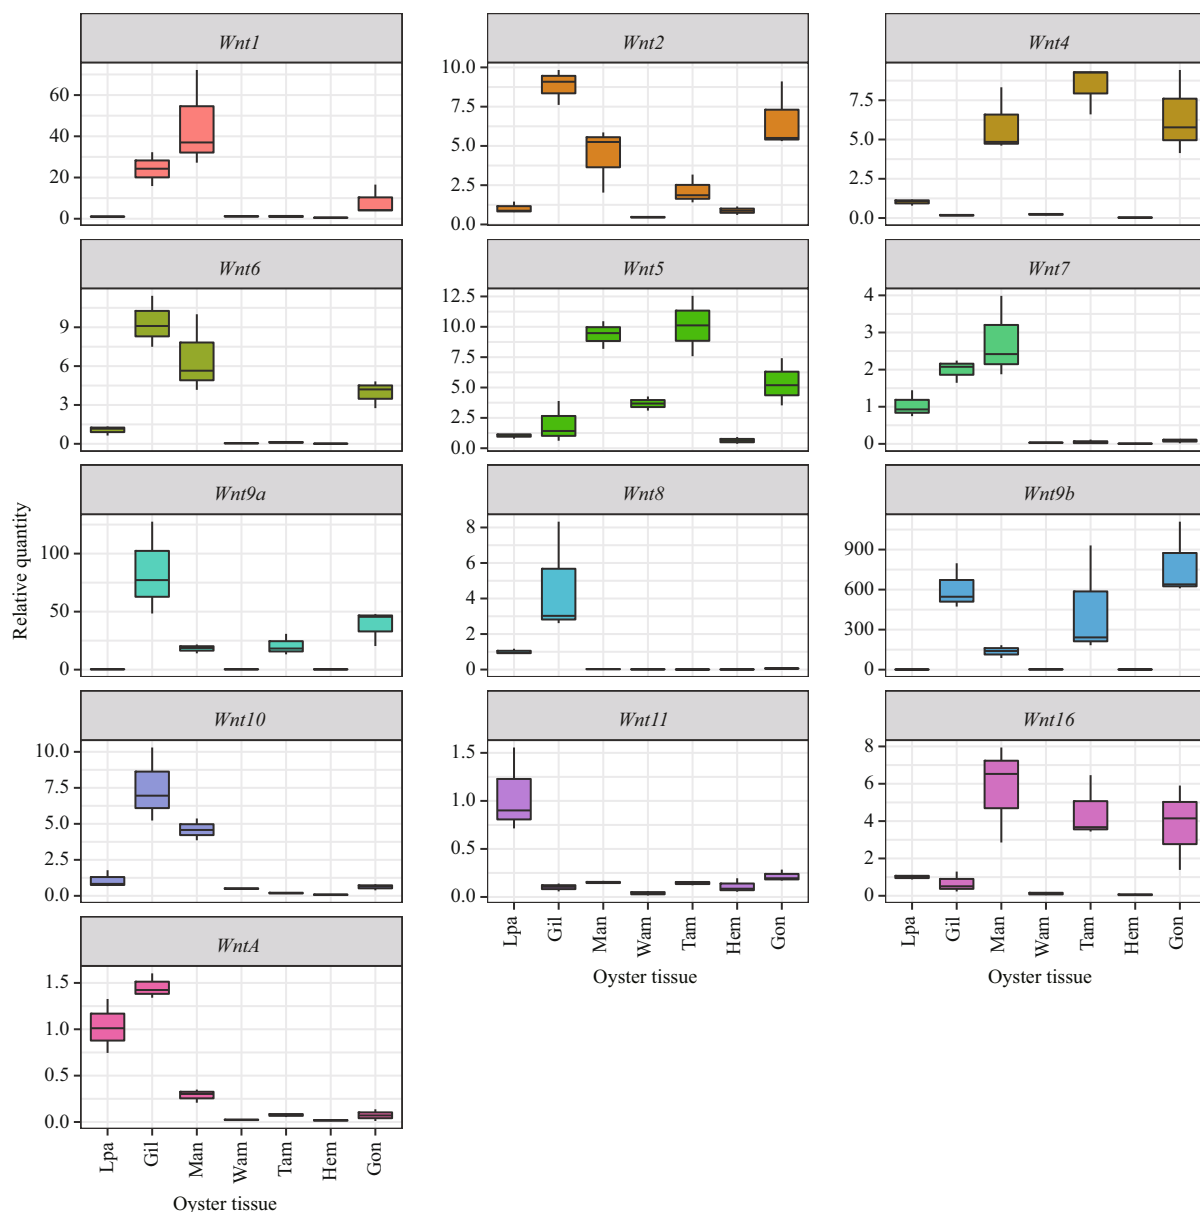 Wnt1
60
40
20
0
Wnt2
10.0
7.5
5.0
2.5
0.0
Wnt4
7.5
5.0
2.5
0
Wnt6
9
6
3
0
Wnt5
12.5
10.0
7.5
5.0
2.5
0.0
Wnt7
4
3
2
1
0
Relative quantity
Wnt9a
100
50
0
Wnt8
8
6
4
2
0
Wnt9b
900
600
300
0
Wnt10
10.0
7.5
5.0
2.5
0.0
Wnt11
1.5
1.0
0.5
0.0
Lpa Gil Man Wam Tam Hem Gon
Oyster tissue
Wnt16
8
6
4
2
0
Lpa Gil Man Wam Tam Hem Gon
Oyster tissue
WntA
1.5
1.0
0.5
0.0
Lpa Gil Man Wam Tam Hem Gon
Oyster tissue